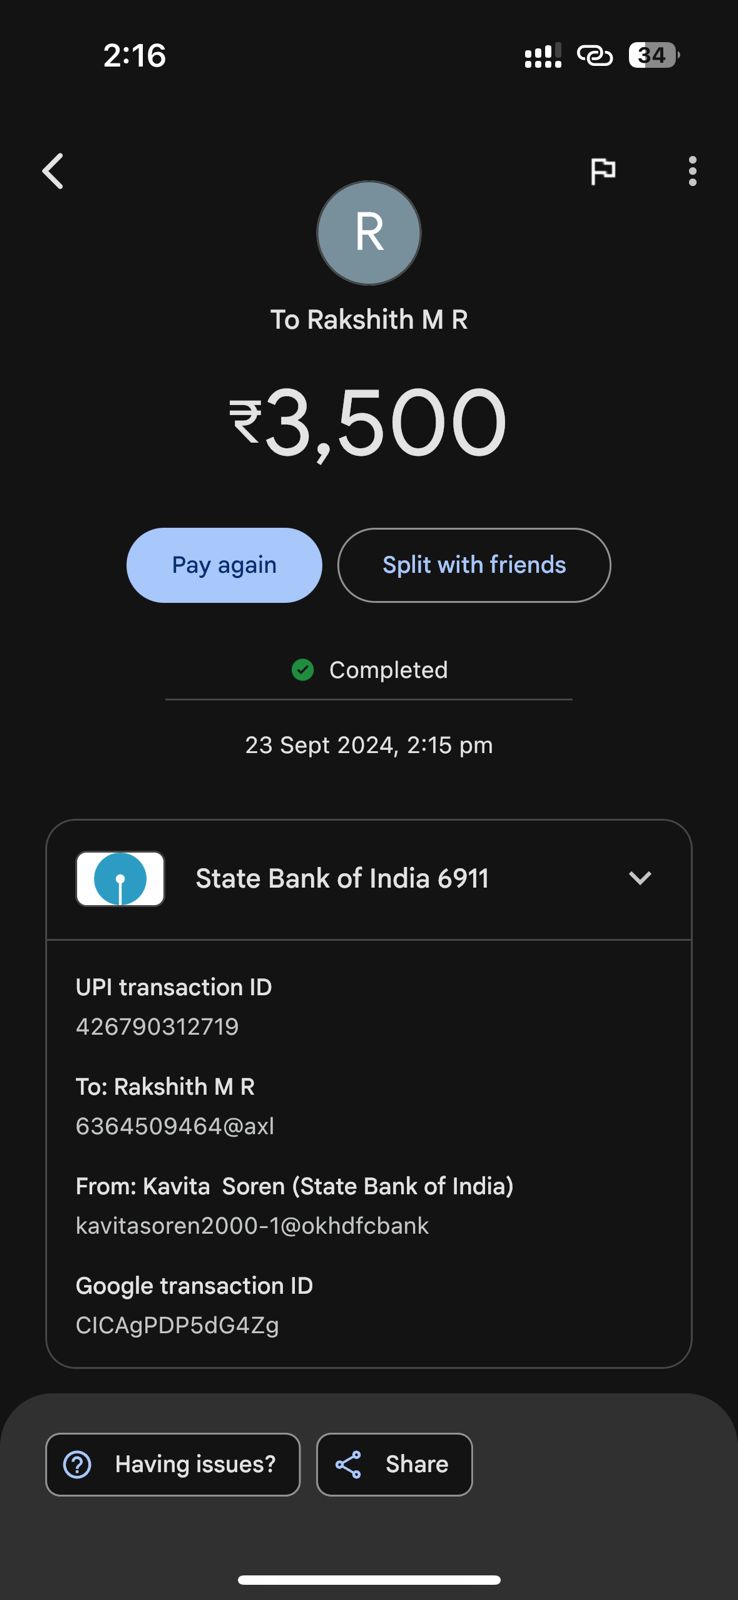 2:16
34
R
To Rakshith M R
₹3,500
Pay again
Split with friends
Completed
23 Sept 2024, 2:15 pm
State Bank of India 6911
UPI transaction ID
426790312719
To: Rakshith M R
6364509464@axl
From: Kavita  Soren (State Bank of India)
kavitasoren2000-1@okhdfcbank
Google transaction ID
CICAgPDP5dG4Zg
Having issues?
Share